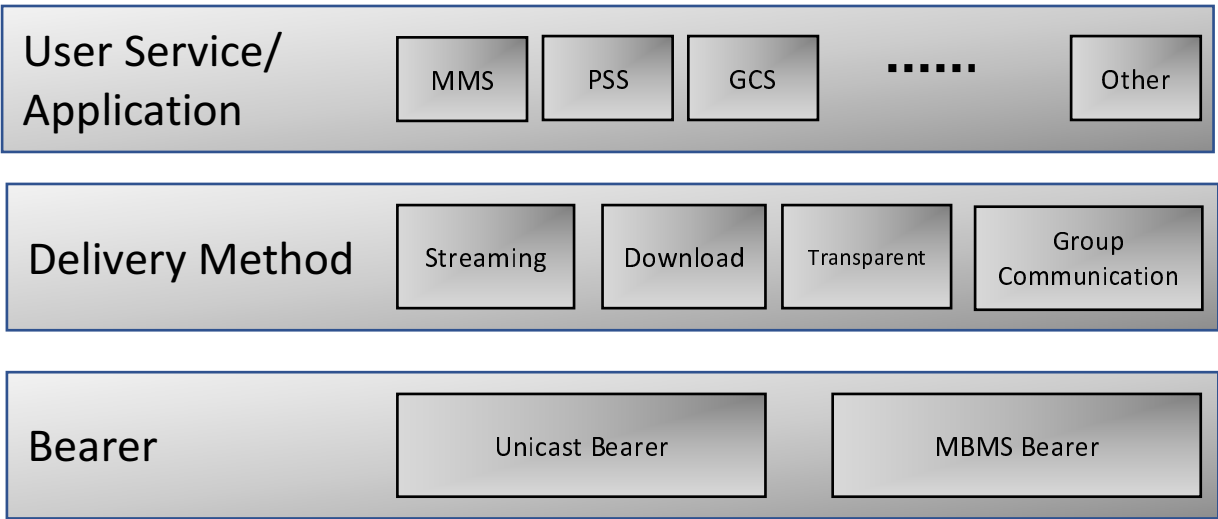 User Service/
Application
MMS
PSS
GCS
......
Other
Delivery Method
Streaming
Download
Transparent
Group
Communication
Bearer
Unicast Bearer
MBMS Bearer